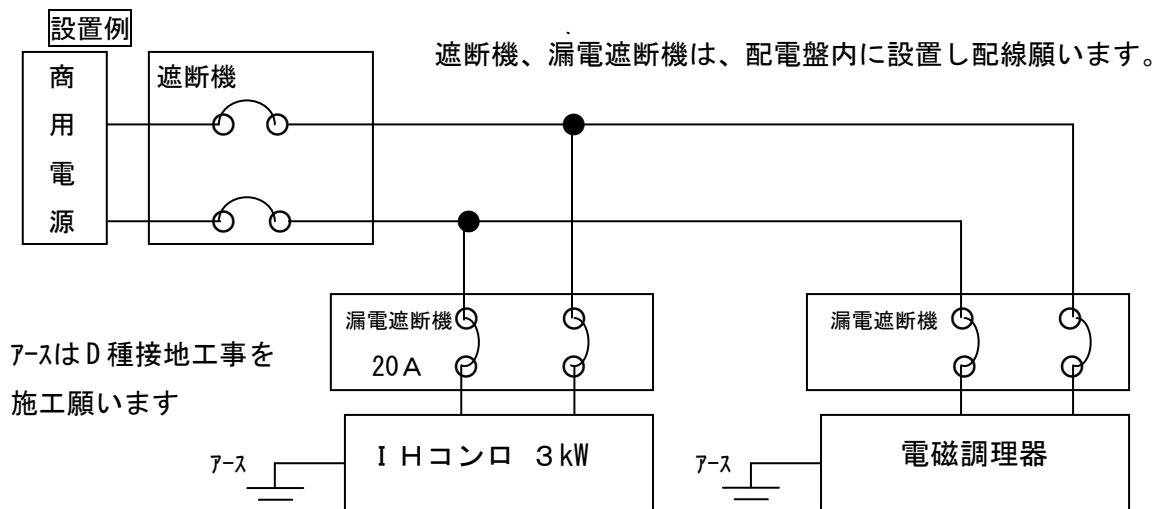 設置例
遮断機、漏電遮断機は、配電盤内に設置し配線願います。
商用電源
遮断機
漏電遮断機
20A
漏電遮断機
ｱｰｽはD種接地工事を
施工願います
ＩＨコンロ ３kW
電磁調理器
ｱｰｽ
ｱｰｽ